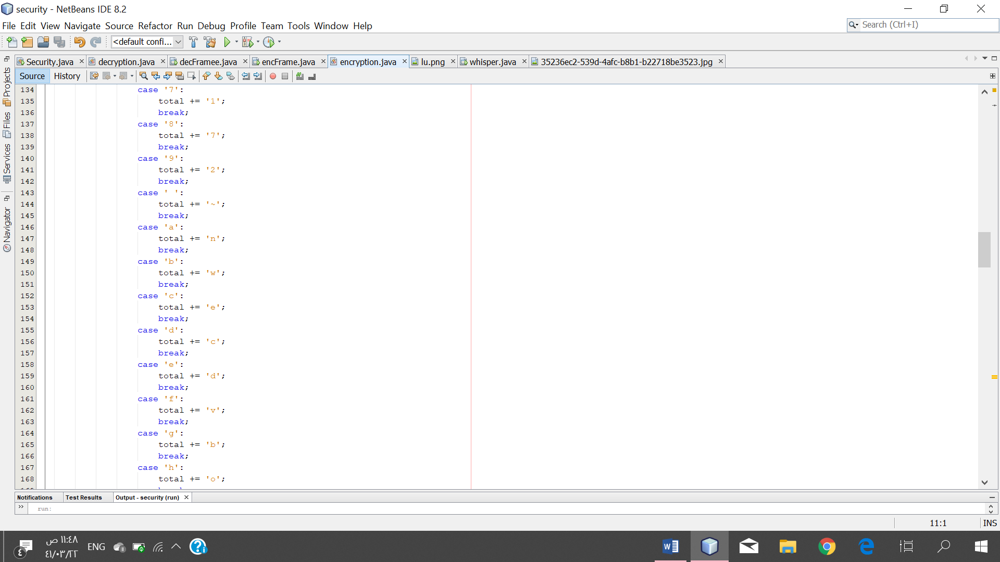 security - NetBeans IDE 8.2
File Edit View Navigate Source Refactor Run Debug Profile Team Tools Window Help
Search (Ctrl+I)
<default confi...
Security.java decryption.java decFramee.java encFrame.java encryption.java lu.png whisper.java 35236ec2-539d-4afc-b8b1-b22718be3523.jpg
Source History
Projects
Files
Services
Navigator
134 case '7':
135 total += '1';
136 break;
137 case '8':
138 total += '7';
139 break;
140 case '9':
141 total += '2';
142 break;
143 case ' ':
144 total += '~';
145 break;
146 case 'a':
147 total += 'n';
148 break;
149 case 'b':
150 total += 'w';
151 break;
152 case 'c':
153 total += 'e';
154 break;
155 case 'd':
156 total += 'c';
157 break;
158 case 'e':
159 total += 'd';
160 break;
161 case 'f':
162 total += 'v';
163 break;
164 case 'g':
165 total += 'b';
166 break;
167 case 'h':
168 total += 'o';
Notifications Test Results Output - security (run)
run:
11:1 INS
١١:٤٨ ص
٤١/٠٣/٢٢
ENG
٤